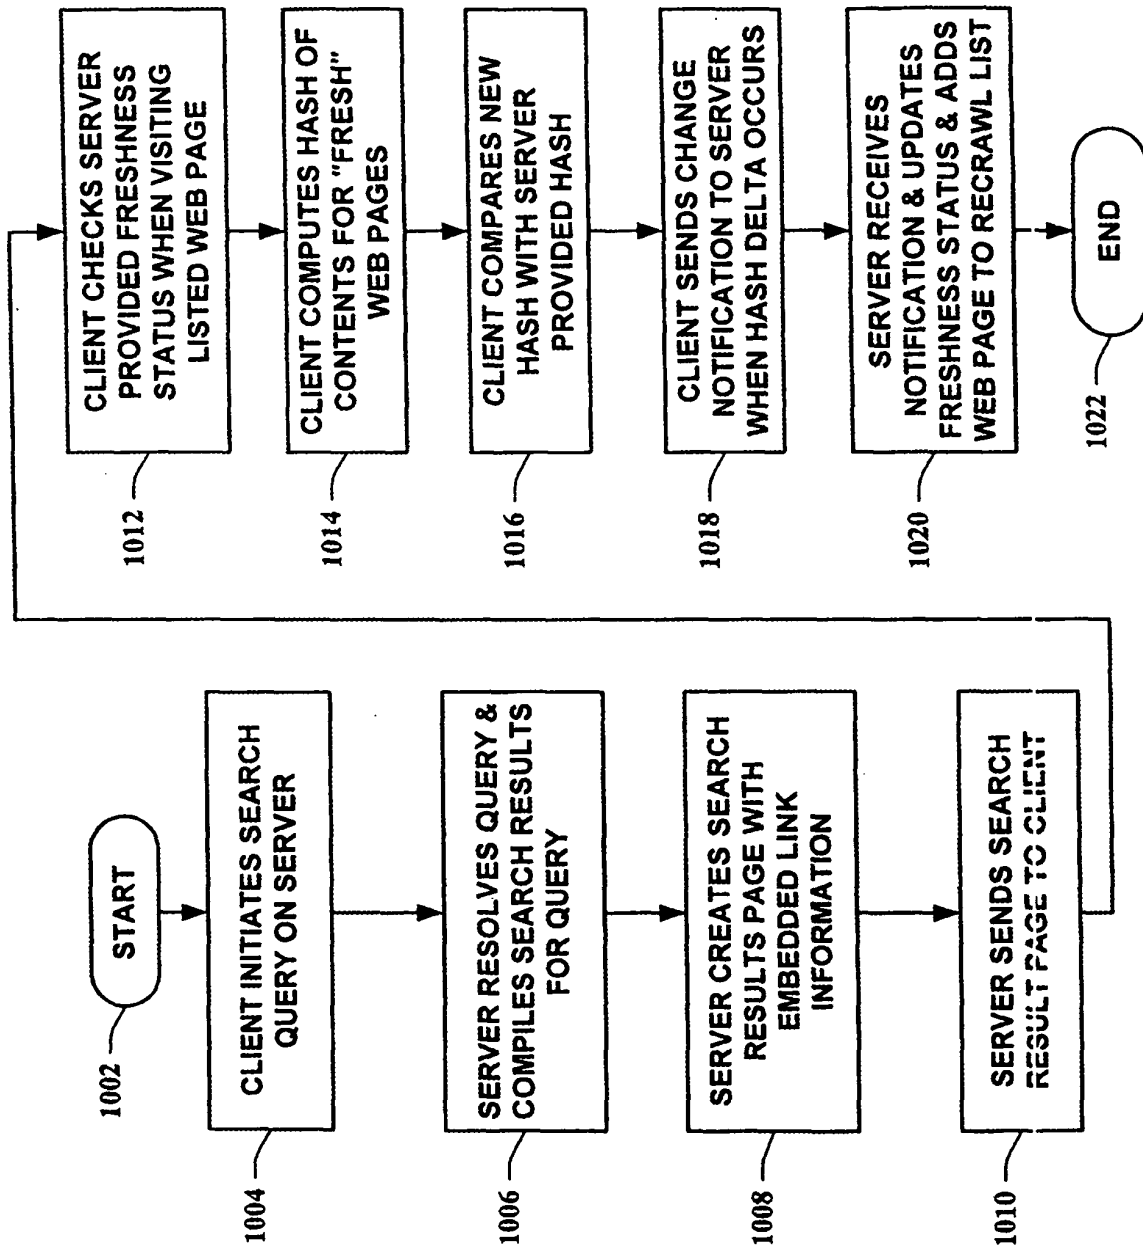 START
1002
CLIENT INITIATES SEARCH
QUERY ON SERVER
1004
SERVER RESOLVES QUERY &
COMPILES SEARCH RESULTS
FOR QUERY
1006
SERVER CREATES SEARCH
RESULTS PAGE WITH
EMBEDDED LINK
INFORMATION
1008
SERVER SENDS SEARCH
RESULT PAGE TO CLIENT
1010
CLIENT CHECKS SERVER
PROVIDED FRESHNESS
STATUS WHEN VISITING
LISTED WEB PAGE
1012
CLIENT COMPUTES HASH OF
CONTENTS FOR "FRESH"
WEB PAGES
1014
CLIENT COMPARES NEW
HASH WITH SERVER
PROVIDED HASH
1016
CLIENT SENDS CHANGE
NOTIFICATION TO SERVER
WHEN HASH DELTA OCCURS
1018
SERVER RECEIVES
NOTIFICATION & UPDATES
FRESHNESS STATUS & ADDS
WEB PAGE TO RECRAWL LIST
1020
END
1022